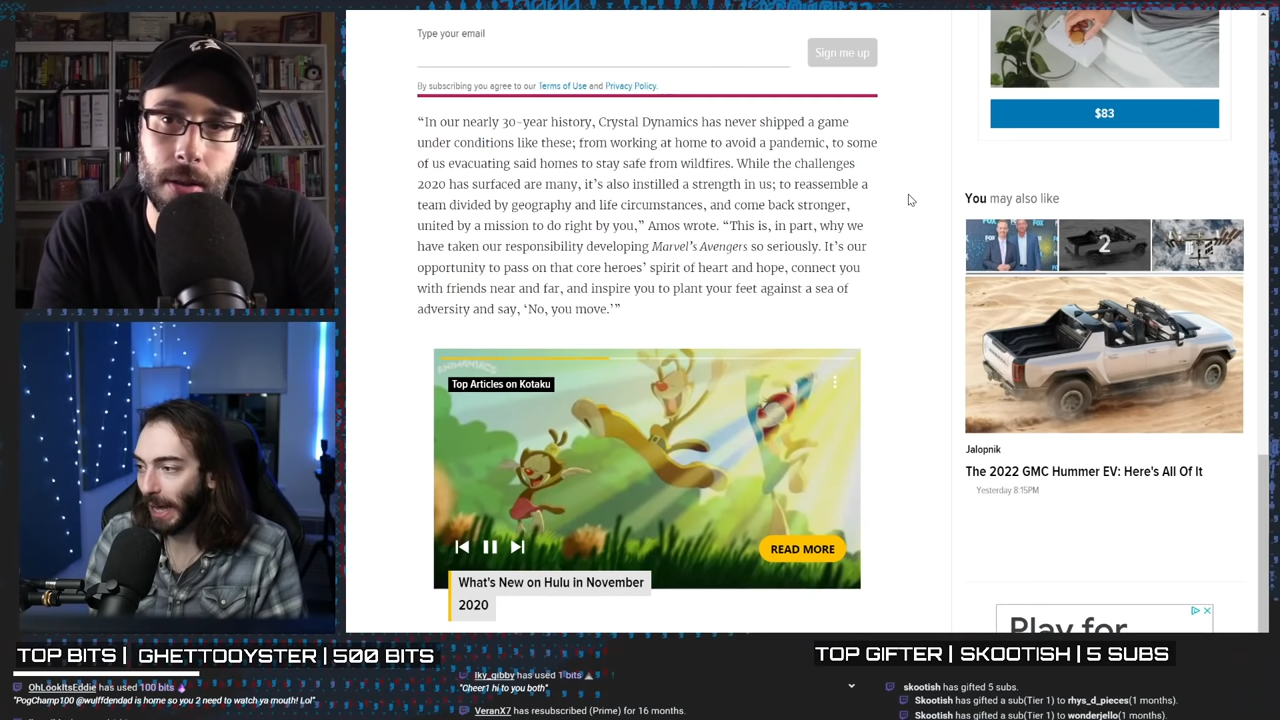 Type your email
Sign me up
By subscribing you agree to our Terms of Use and Privacy Policy.
“In our nearly 30-year history, Crystal Dynamics has never shipped a game
under conditions like these; from working at home to avoid a pandemic, to some
of us evacuating said homes to stay safe from wildfires. While the challenges
2020 has surfaced are many, it’s also instilled a strength in us; to reassemble a
team divided by geography and life circumstances, and come back stronger,
united by a mission to do right by you,” Amos wrote. “This is, in part, why we
have taken our responsibility developing Marvel’s Avengers so seriously. It’s our
opportunity to pass on that core heroes’ spirit of heart and hope, connect you
with friends near and far, and inspire you to plant your feet against a sea of
adversity and say, ‘No, you move.’”
ANIMANIACS
Top Articles on Kotaku
READ MORE
What's New on Hulu in November
2020
$83
You may also like
FOX
2
Jalopnik
The 2022 GMC Hummer EV: Here's All Of It
Yesterday 8:15PM
Play for
TOP BITS | GHETTODYSTER | 500 BITS
TOP GIFTER | SKOOTISH | 5 SUBS
OhLookItsEddie has used 100 bits
"PogChamp100 @wulffdendad is home so you 2 need to watch ya mouth! Lol"
Iky_gibby has used 1 bits
"Cheer1 hi to you both"
VeranX7 has resubscribed (Prime) for 16 months.
skootish has gifted 5 subs.
Skootish has gifted a sub(Tier 1) to rhys_d_pieces(1 months).
Skootish has gifted a sub(Tier 1) to wonderjello(1 months).